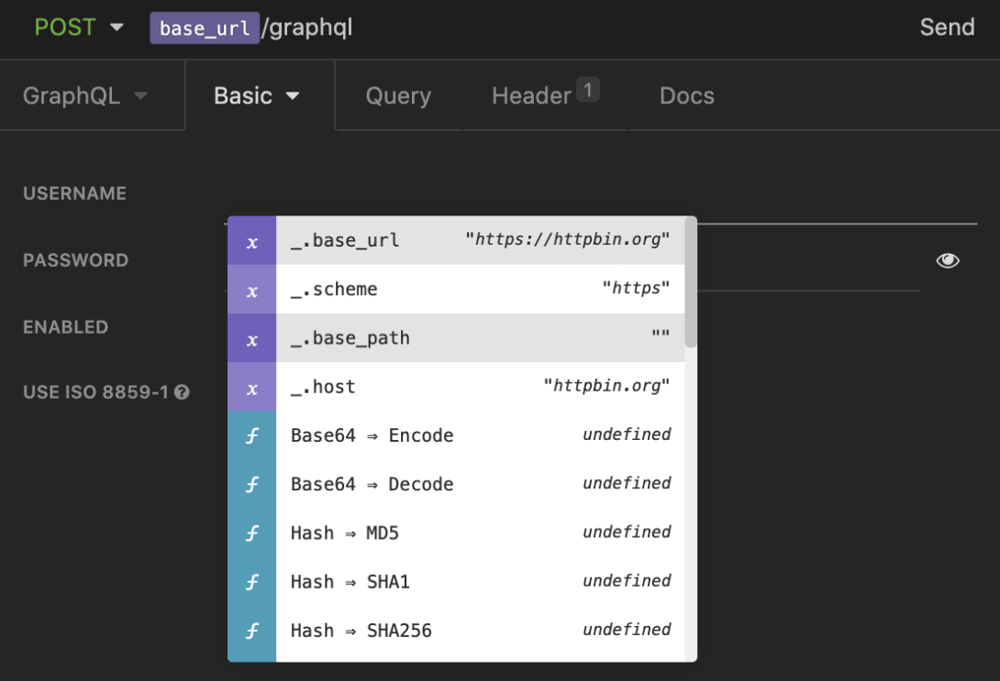 POST base_url/graphql Send
GraphQL Basic Query Header 1 Docs
USERNAME
_.base_url "https://httpbin.org"
PASSWORD
_.scheme "https"
ENABLED
_.base_path ""
USE ISO 8859-1 ?
_.host "httpbin.org"
x
x
x
x
f Base64 ⇒ Encode undefined
f Base64 ⇒ Decode undefined
f Hash ⇒ MD5 undefined
f Hash ⇒ SHA1 undefined
f Hash ⇒ SHA256 undefined